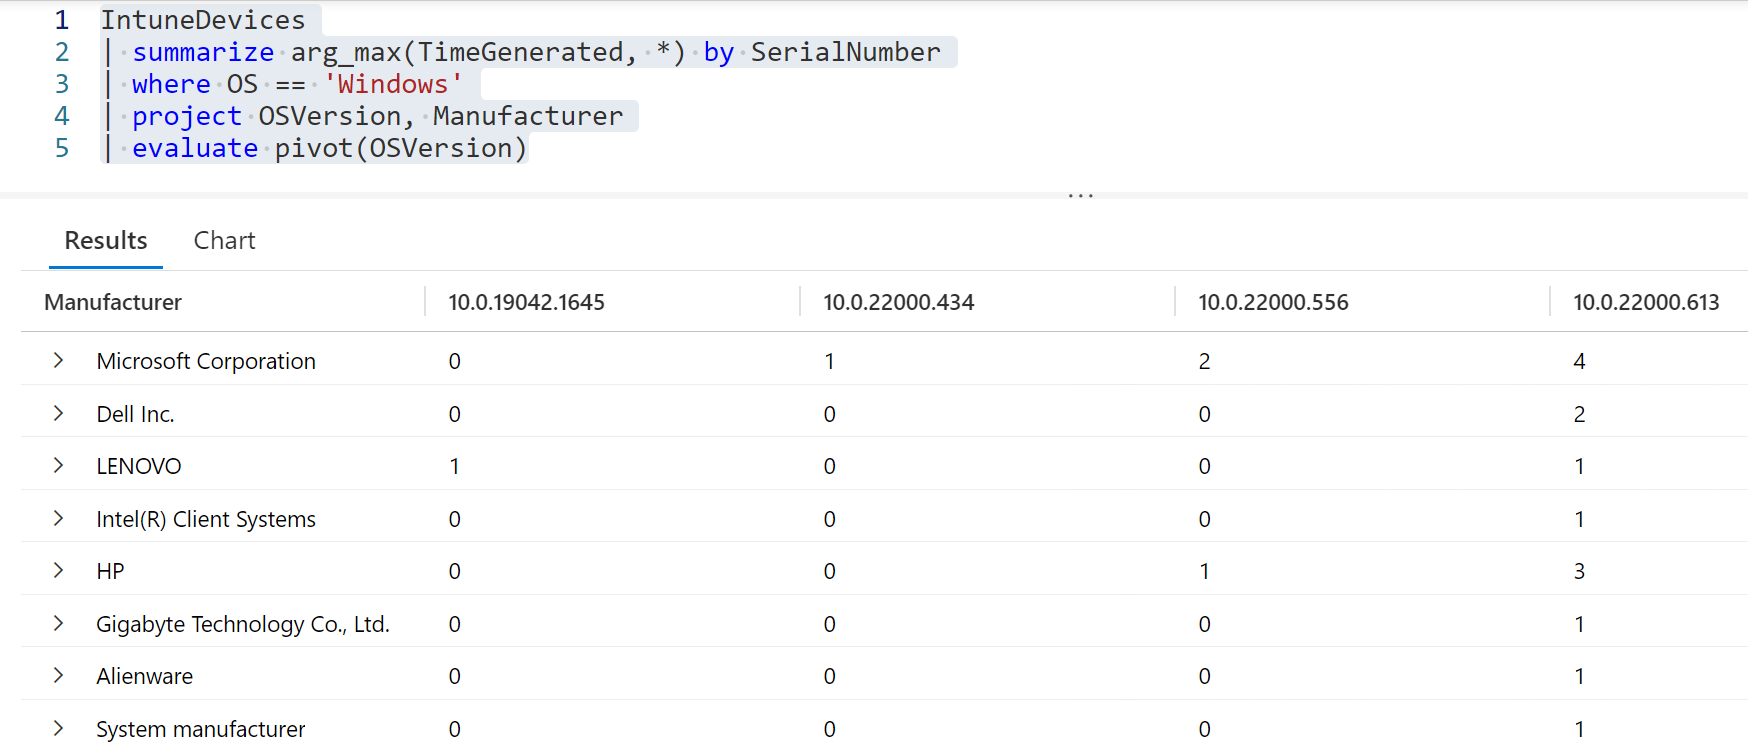 1 IntuneDevices
2 | summarize arg_max(TimeGenerated, *) by SerialNumber
3 | where OS == 'Windows'
4 | project OSVersion, Manufacturer
5 | evaluate pivot(OSVersion)
...
Results Chart
Manufacturer 10.0.19042.1645 10.0.22000.434 10.0.22000.556 10.0.22000.613
Microsoft Corporation 0 1 2 4
Dell Inc. 0 0 0 2
LENOVO 1 0 0 1
Intel(R) Client Systems 0 0 0 1
HP 0 0 1 3
Gigabyte Technology Co., Ltd. 0 0 0 1
Alienware 0 0 0 1
System manufacturer 0 0 0 1